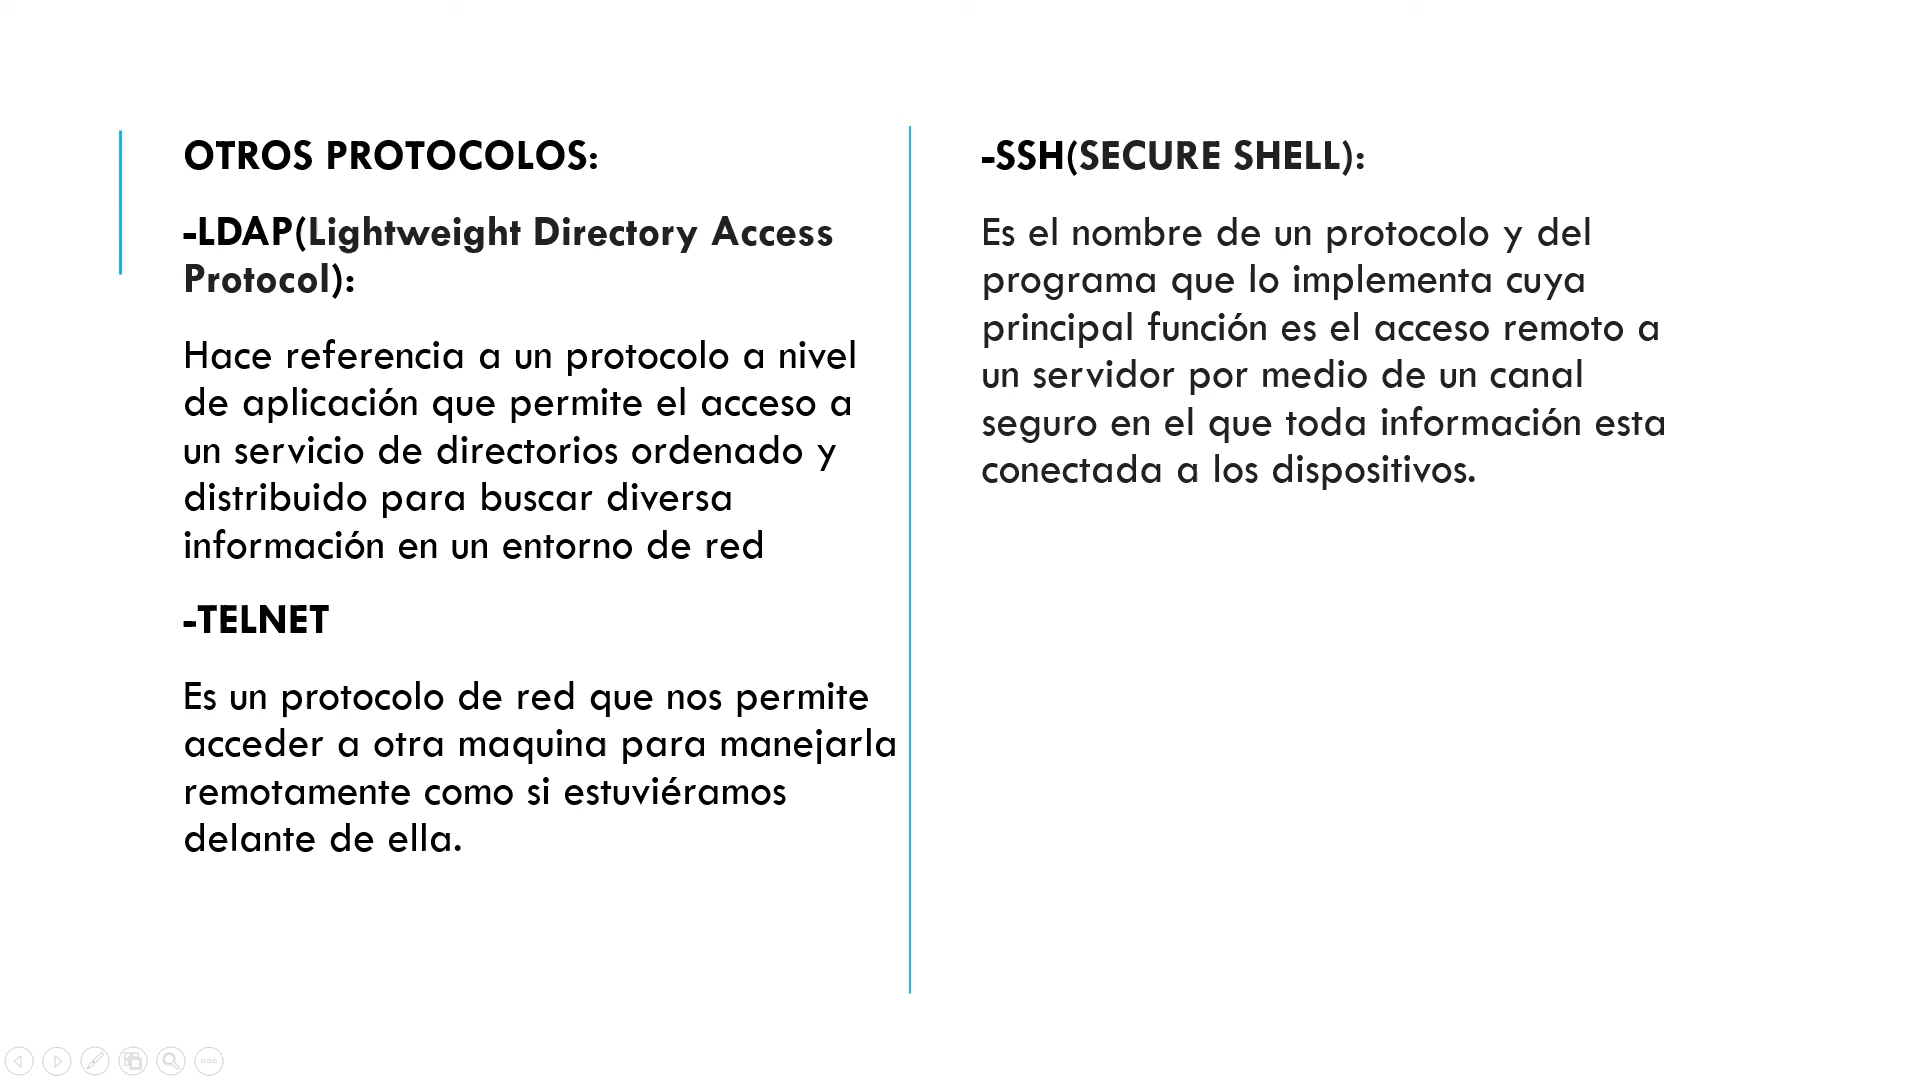 OTROS PROTOCOLOS:
-LDAP(Lightweight Directory Access
Protocol):
Hace referencia a un protocolo a nivel
de aplicación que permite el acceso a
un servicio de directorios ordenado y
distribuido para buscar diversa
información en un entorno de red
-TELNET
Es un protocolo de red que nos permite
acceder a otra maquina para manejarla
remotamente como si estuviéramos
delante de ella.
-SSH(SECURE SHELL):
Es el nombre de un protocolo y del
programa que lo implementa cuya
principal función es el acceso remoto a
un servidor por medio de un canal
seguro en el que toda información esta
conectada a los dispositivos.